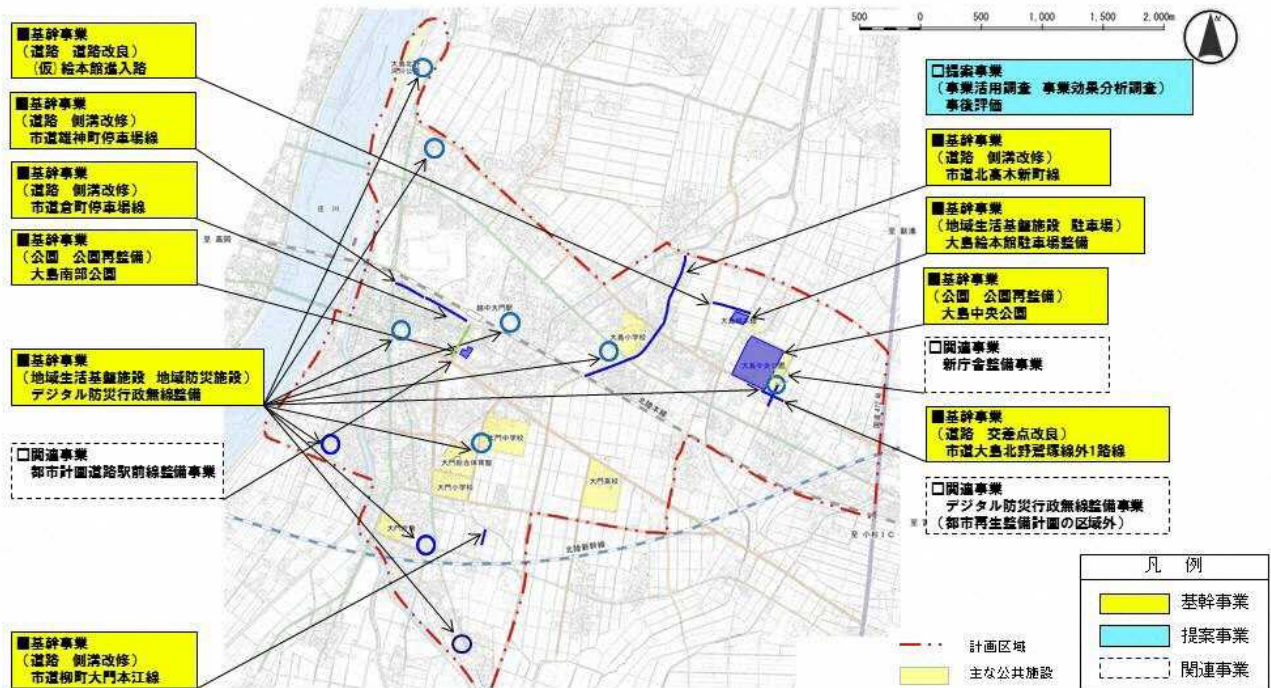 ■基幹事業
（道路　道路改良）
（仮）絵本館進入路
■基幹事業
（道路　側溝改修）
市道雄神町停車場線
■基幹事業
（道路　側溝改修）
市道倉町停車場線
■基幹事業
（公園　公園再整備）
大島南部公園
■基幹事業
（地域生活基盤施設　地域防災施設）
デジタル防災行政無線整備
□関連事業
都市計画道路駅前線整備事業
■基幹事業
（道路　側溝改修）
市道柳町大門本江線
500
0
500
1,000
1,500
2,000m
N
□提案事業
（事業活用調査　事業効果分析調査）
事後評価
■基幹事業
（道路　側溝改修）
市道北高木新町線
■基幹事業
（地域生活基盤施設　駐車場）
大島絵本館駐車場整備
■基幹事業
（公園　公園再整備）
大島中央公園
□関連事業
新庁舎整備事業
■基幹事業
（道路　交差点改良）
市道大島北野荒塚線外1路線
□関連事業
デジタル防災行政無線整備事業
（都市再生整備計画の区域外）
庄川
至 高岡
越中大門駅
大島小学校
大島中央公園
北陸本線
大門中学校
大門総合体育館
大門小学校
大門高校
北陸新幹線
至 小杉IC
計画区域
主な公共施設
凡　例
基幹事業
提案事業
関連事業